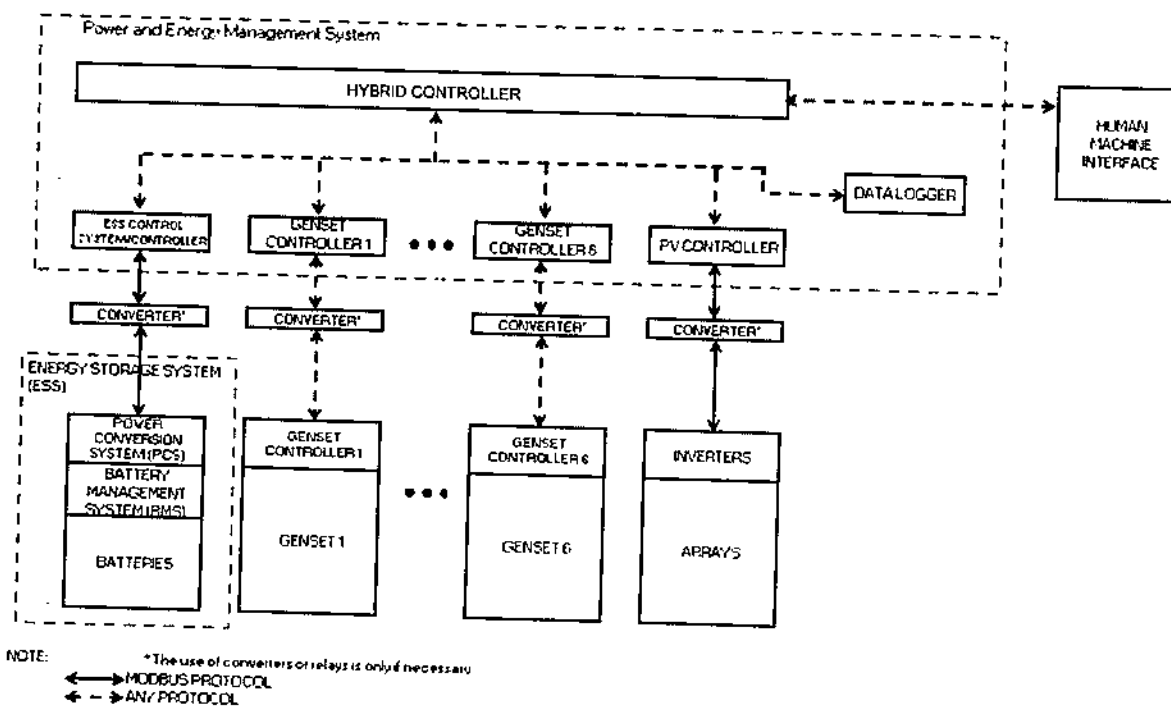 Power and Energy Management System
HYBRID CONTROLLER
HUMAN
MACHINE
INTERFACE
DATA LOGGER
ESS CONTROL
SYSTEM/CONTROLLER
GENSET
CONTROLLER 1
GENSET
CONTROLLER 6
PV CONTROLLER
CONVERTER*
CONVERTER*
CONVERTER*
CONVERTER*
ENERGY STORAGE SYSTEM
(ESS)
POWER
CONVERSION
SYSTEM (PCS)
BATTERY
MANAGEMENT
SYSTEM (BMS)
BATTERIES
GENSET
CONTROLLER 1
GENSET 1
GENSET
CONTROLLER 6
GENSET 6
INVERTERS
ARRAYS
NOTE:
*The use of converters or relays is only if necessary
MODBUS PROTOCOL
ANY PROTOCOL